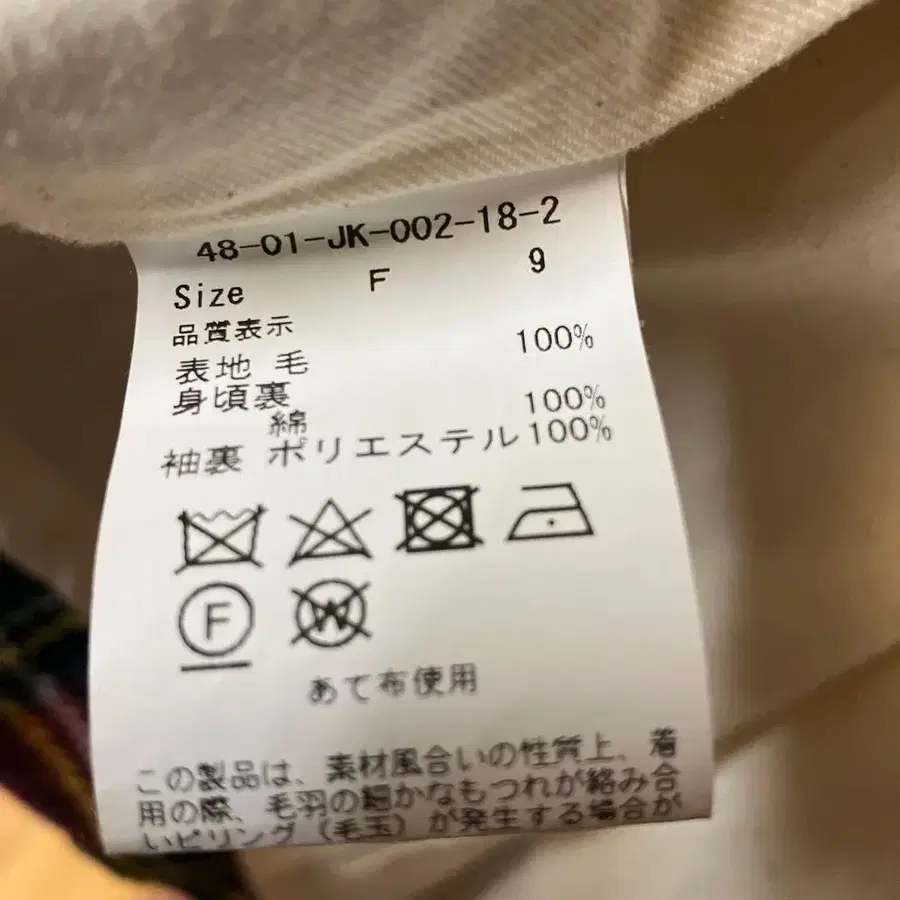 48-01-JK-002-18-2
Size F 9
品質表示
表地 毛 100%
身頃裏
綿 100%
袖裏 ポリエステル 100%
F
W
あて布使用
この製品は、素材風合いの性質上、着
用の際、毛羽の細かなもつれが絡み合
いピリング(毛玉)が発生する場合が